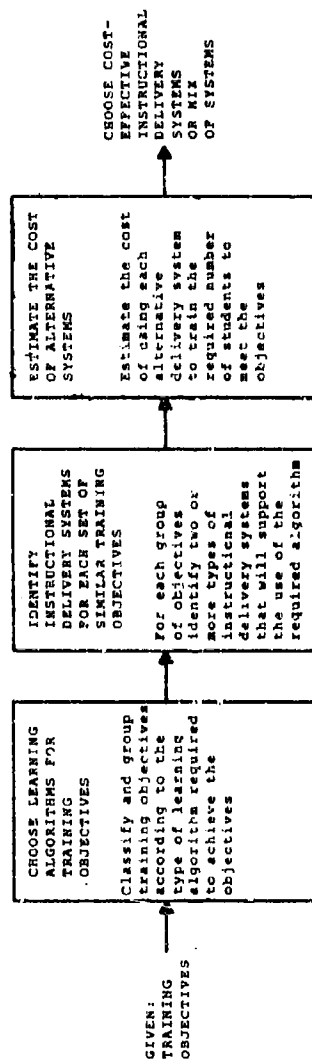 GIVEN:
TRAINING
OBJECTIVES
CHOOSE LEARNING
ALGORITHMS FOR
TRAINING
OBJECTIVES
Classify and group
training objectives
according to the
type of learning
algorithm required
to achieve the
objectives
IDENTIFY
INSTRUCTIONAL
DELIVERY SYSTEMS
FOR EACH SET OF
SIMILAR TRAINING
OBJECTIVES
For each group
of objectives
identify two or
more types of
instructional
delivery systems
that will support
the use of the
required algorithm
ESTIMATE THE COST
OF ALTERNATIVE
SYSTEMS
Estimate the cost
of using each
alternative
delivery system
to train the
required number
of students to
meet the
objectives
CHOOSE COST-
EFFECTIVE
INSTRUCTIONAL
DELIVERY
SYSTEMS
OR MIX
OF SYSTEMS